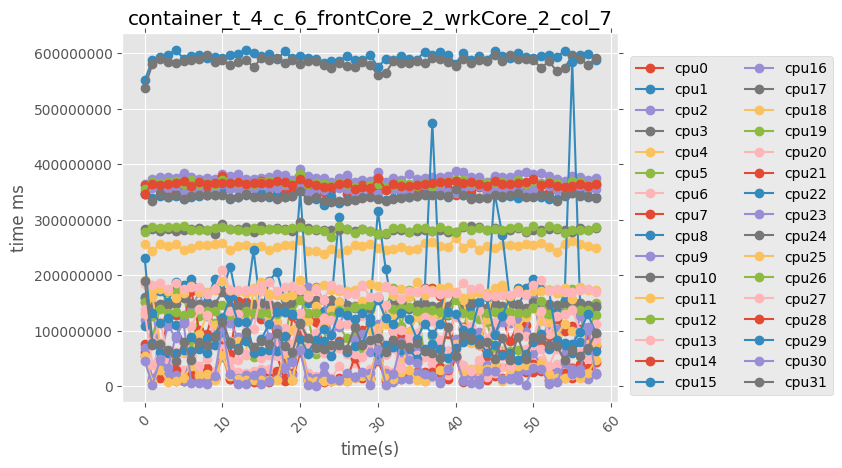 container_t_4_c_6_frontCore_2_wrkCore_2_col_7
600000000
500000000
400000000
300000000
200000000
100000000
0
time ms
0
10
20
30
40
50
60
time(s)
cpu0
cpu1
cpu2
cpu3
cpu4
cpu5
cpu6
cpu7
cpu8
cpu9
cpu10
cpu11
cpu12
cpu13
cpu14
cpu15
cpu16
cpu17
cpu18
cpu19
cpu20
cpu21
cpu22
cpu23
cpu24
cpu25
cpu26
cpu27
cpu28
cpu29
cpu30
cpu31